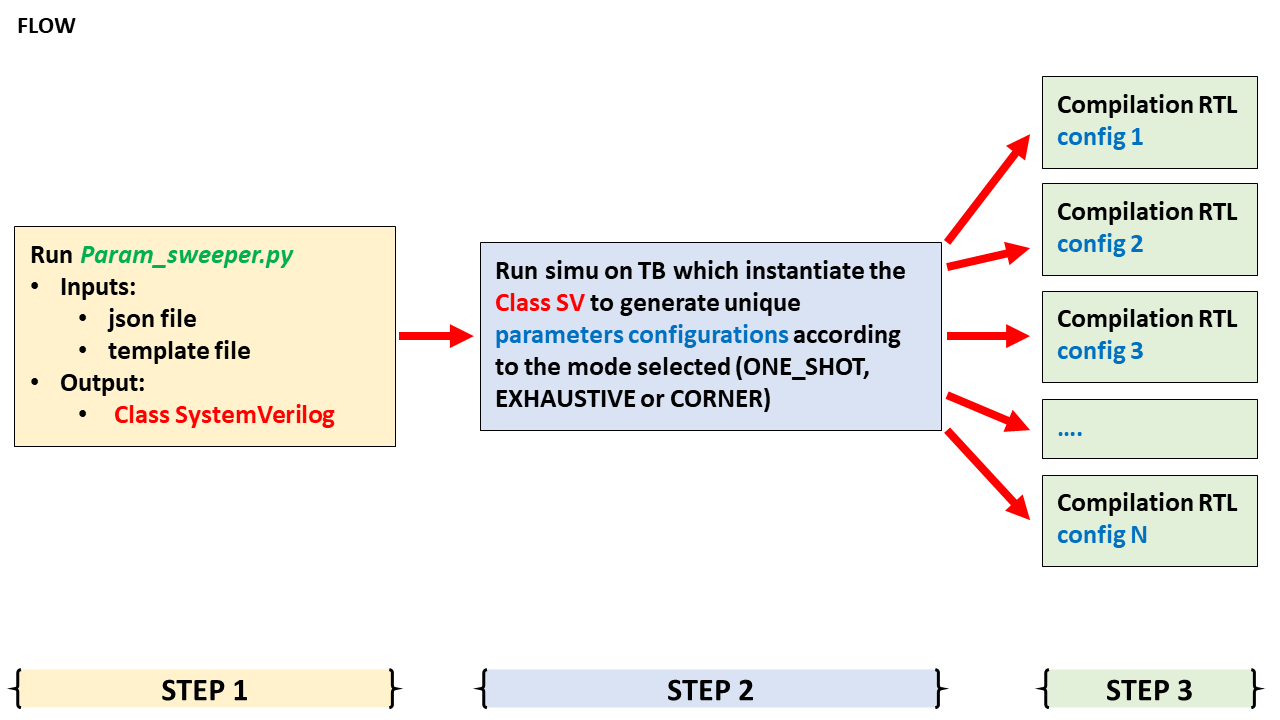 FLOW
Run Param_sweeper.py
• Inputs:
• json file
• template file
• Output:
• Class SystemVerilog
Run simu on TB which instantiate the
Class SV to generate unique
parameters configurations according
to the mode selected (ONE_SHOT,
EXHAUSTIVE or CORNER)
Compilation RTL
config 1
Compilation RTL
config 2
Compilation RTL
config 3
....
Compilation RTL
config N
STEP 1
STEP 2
STEP 3